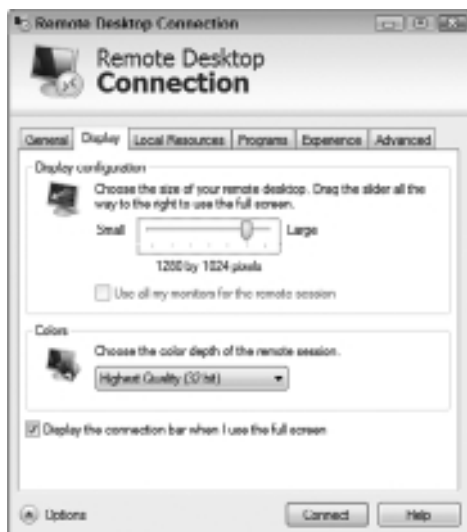 Remote Desktop Connection
Remote Desktop
Connection
General Display Local Resources Programs Experience Advanced
Display configuration
Choose the size of your remote desktop. Drag the slider all the
way to the right to use the full screen.
Small Large
1280 by 1024 pixels
Use all my monitors for the remote session
Colors
Choose the color depth of the remote session.
Highest Quality (32 bit)
Display the connection bar when I use the full screen
Options Connect Help